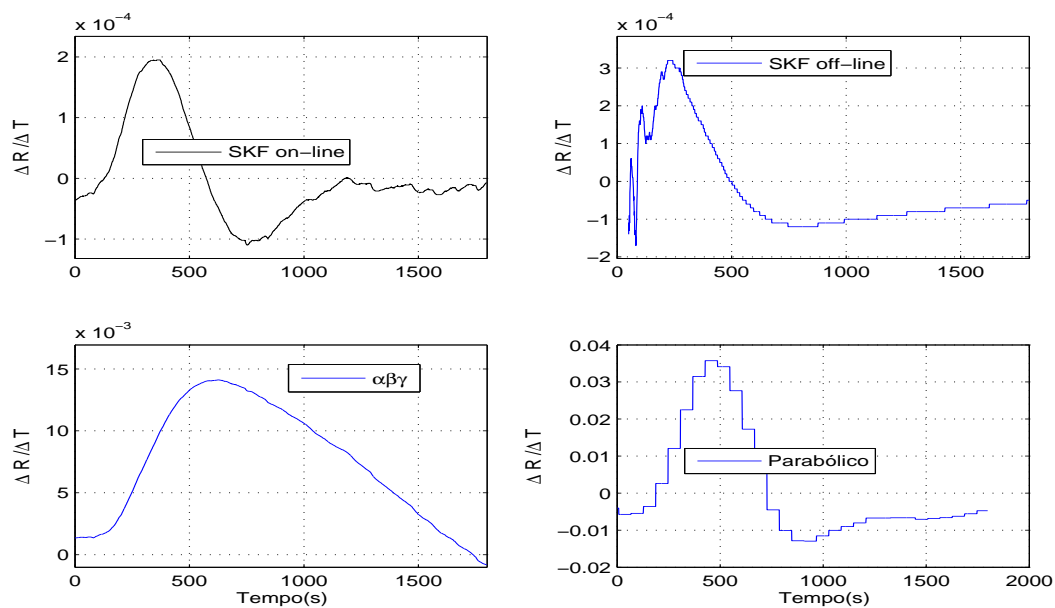 x 10⁻⁴
2
1
0
−1
ΔR/ΔT
SKF on−line
0 500 1000 1500
x 10⁻⁴
3
2
1
0
−1
−2
ΔR/ΔT
SKF off−line
0 500 1000 1500 2000
x 10⁻³
15
10
5
0
ΔR/ΔT
αβγ
0 500 1000 1500
Tempo(s)
0.04
0.03
0.02
0.01
0
−0.01
−0.02
ΔR/ΔT
Parabólico
0 500 1000 1500 2000
Tempo(s)